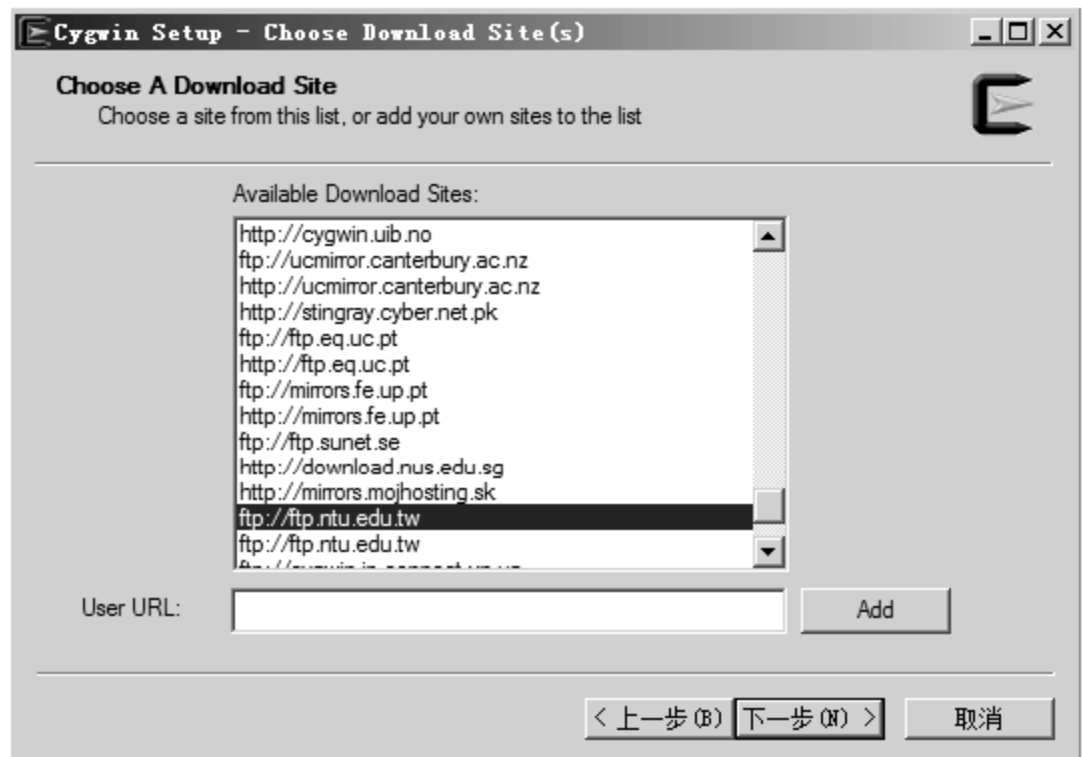 Cygwin Setup - Choose Download Site(s)
Choose A Download Site
Choose a site from this list, or add your own sites to the list
Available Download Sites:
http://cygwin.uib.no
ftp://ucmirror.canterbury.ac.nz
http://ucmirror.canterbury.ac.nz
http://stingray.cyber.net.pk
ftp://ftp.eq.uc.pt
http://ftp.eq.uc.pt
ftp://mirrors.fe.up.pt
http://mirrors.fe.up.pt
ftp://ftp.sunet.se
http://download.nus.edu.sg
http://mirrors.mojhosting.sk
ftp://ftp.ntu.edu.tw
ftp://ftp.ntu.edu.tw
User URL:
Add
< 上一步(B) 下一步(N) > 取消